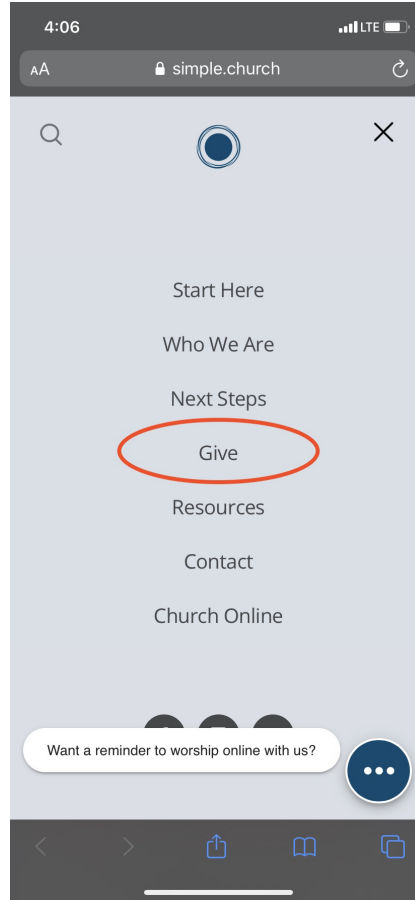 4:06
LTE
AA
simple.church
Start Here
Who We Are
Next Steps
Give
Resources
Contact
Church Online
Want a reminder to worship online with us?